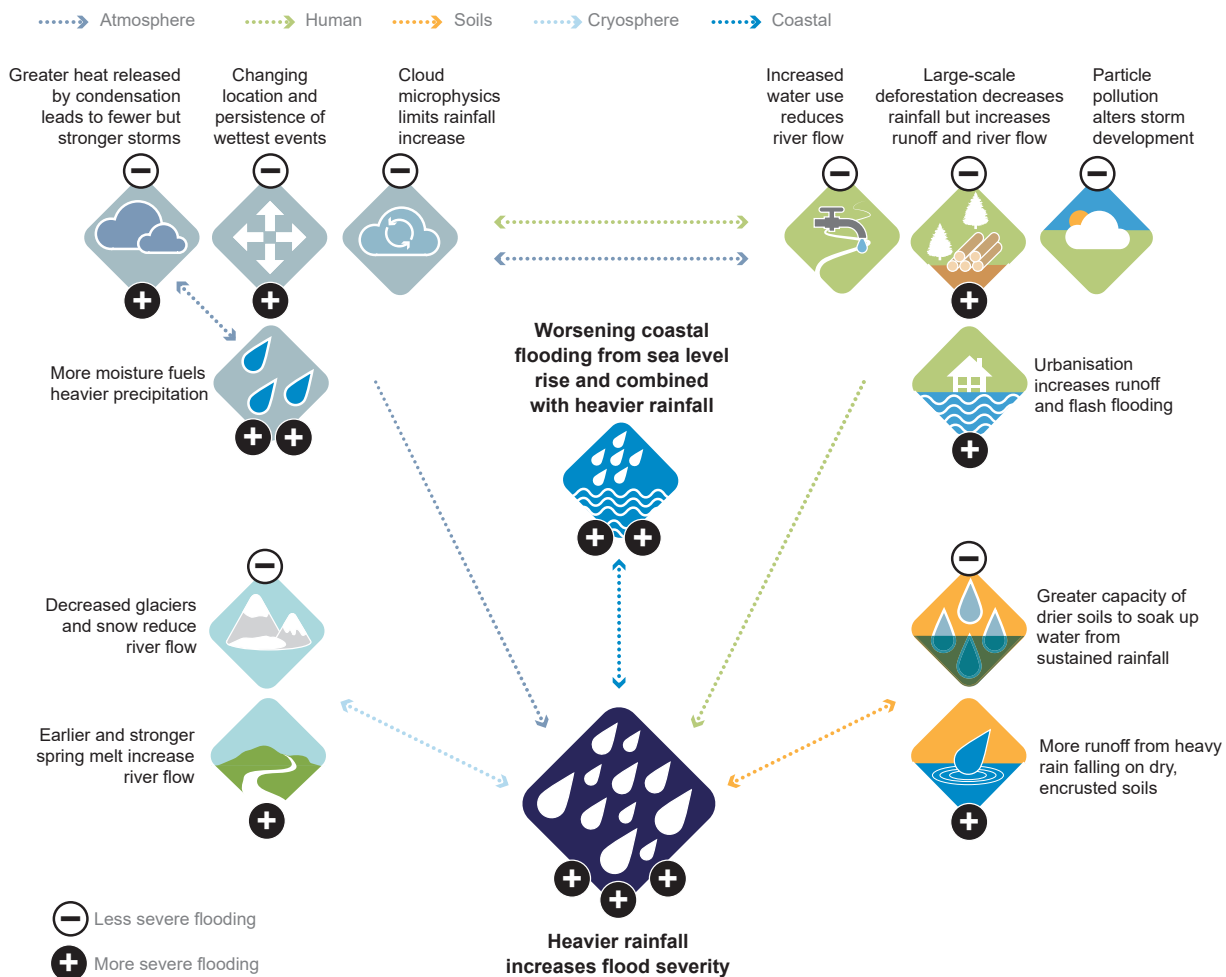 Atmosphere
Human
Soils
Cryosphere
Coastal
Greater heat released
by condensation
leads to fewer but
stronger storms
Changing
location and
persistence of
wettest events
Cloud
microphysics
limits rainfall
increase
Increased
water use
reduces
river flow
Large-scale
deforestation decreases
rainfall but increases
runoff and river flow
Particle
pollution
alters storm
development
More moisture fuels
heavier precipitation
Worsening coastal
flooding from sea level
rise and combined
with heavier rainfall
Urbanisation
increases runoff
and flash flooding
Decreased glaciers
and snow reduce
river flow
Greater capacity of
drier soils to soak up
water from
sustained rainfall
Earlier and stronger
spring melt increase
river flow
More runoff from heavy
rain falling on dry,
encrusted soils
Less severe flooding
More severe flooding
Heavier rainfall
increases flood severity